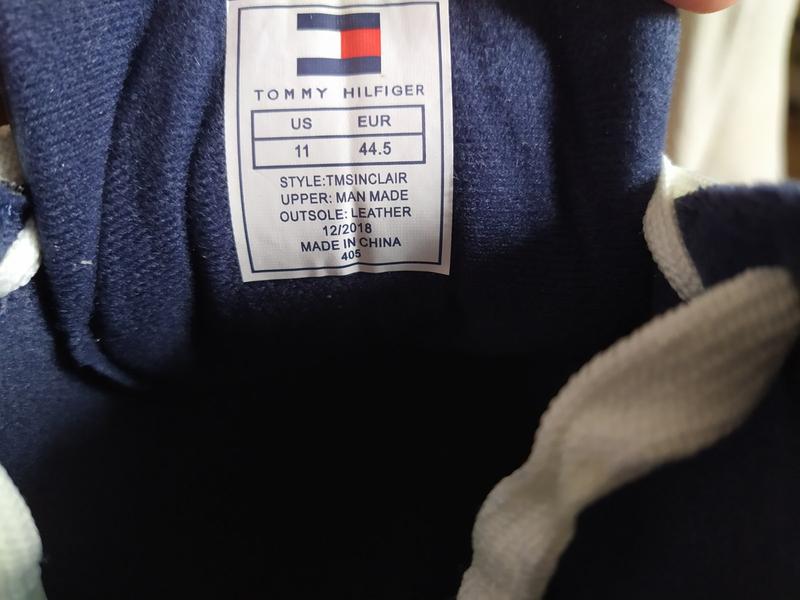 TOMMY HILFIGER
US EUR
11 44.5
STYLE:TMSINCLAIR
UPPER: MAN MADE
OUTSOLE: LEATHER
12/2018
MADE IN CHINA
405